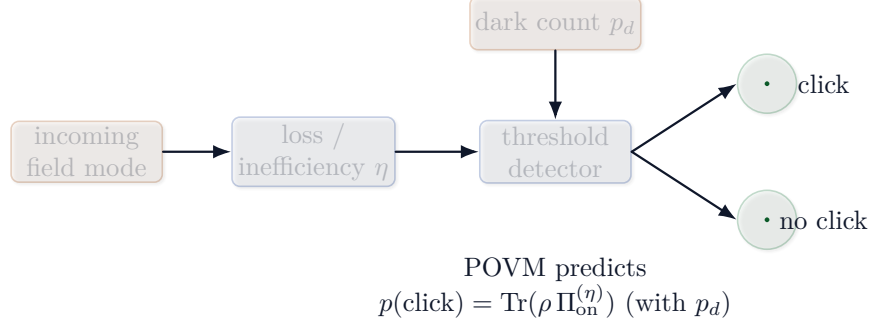 dark count $p_d$
click
incoming
field mode
loss /
inefficiency $\eta$
threshold
detector
no click
POVM predicts
$p(\text{click}) = \text{Tr}(\rho\, \Pi_{\text{on}}^{(\eta)})$ (with $p_d$)